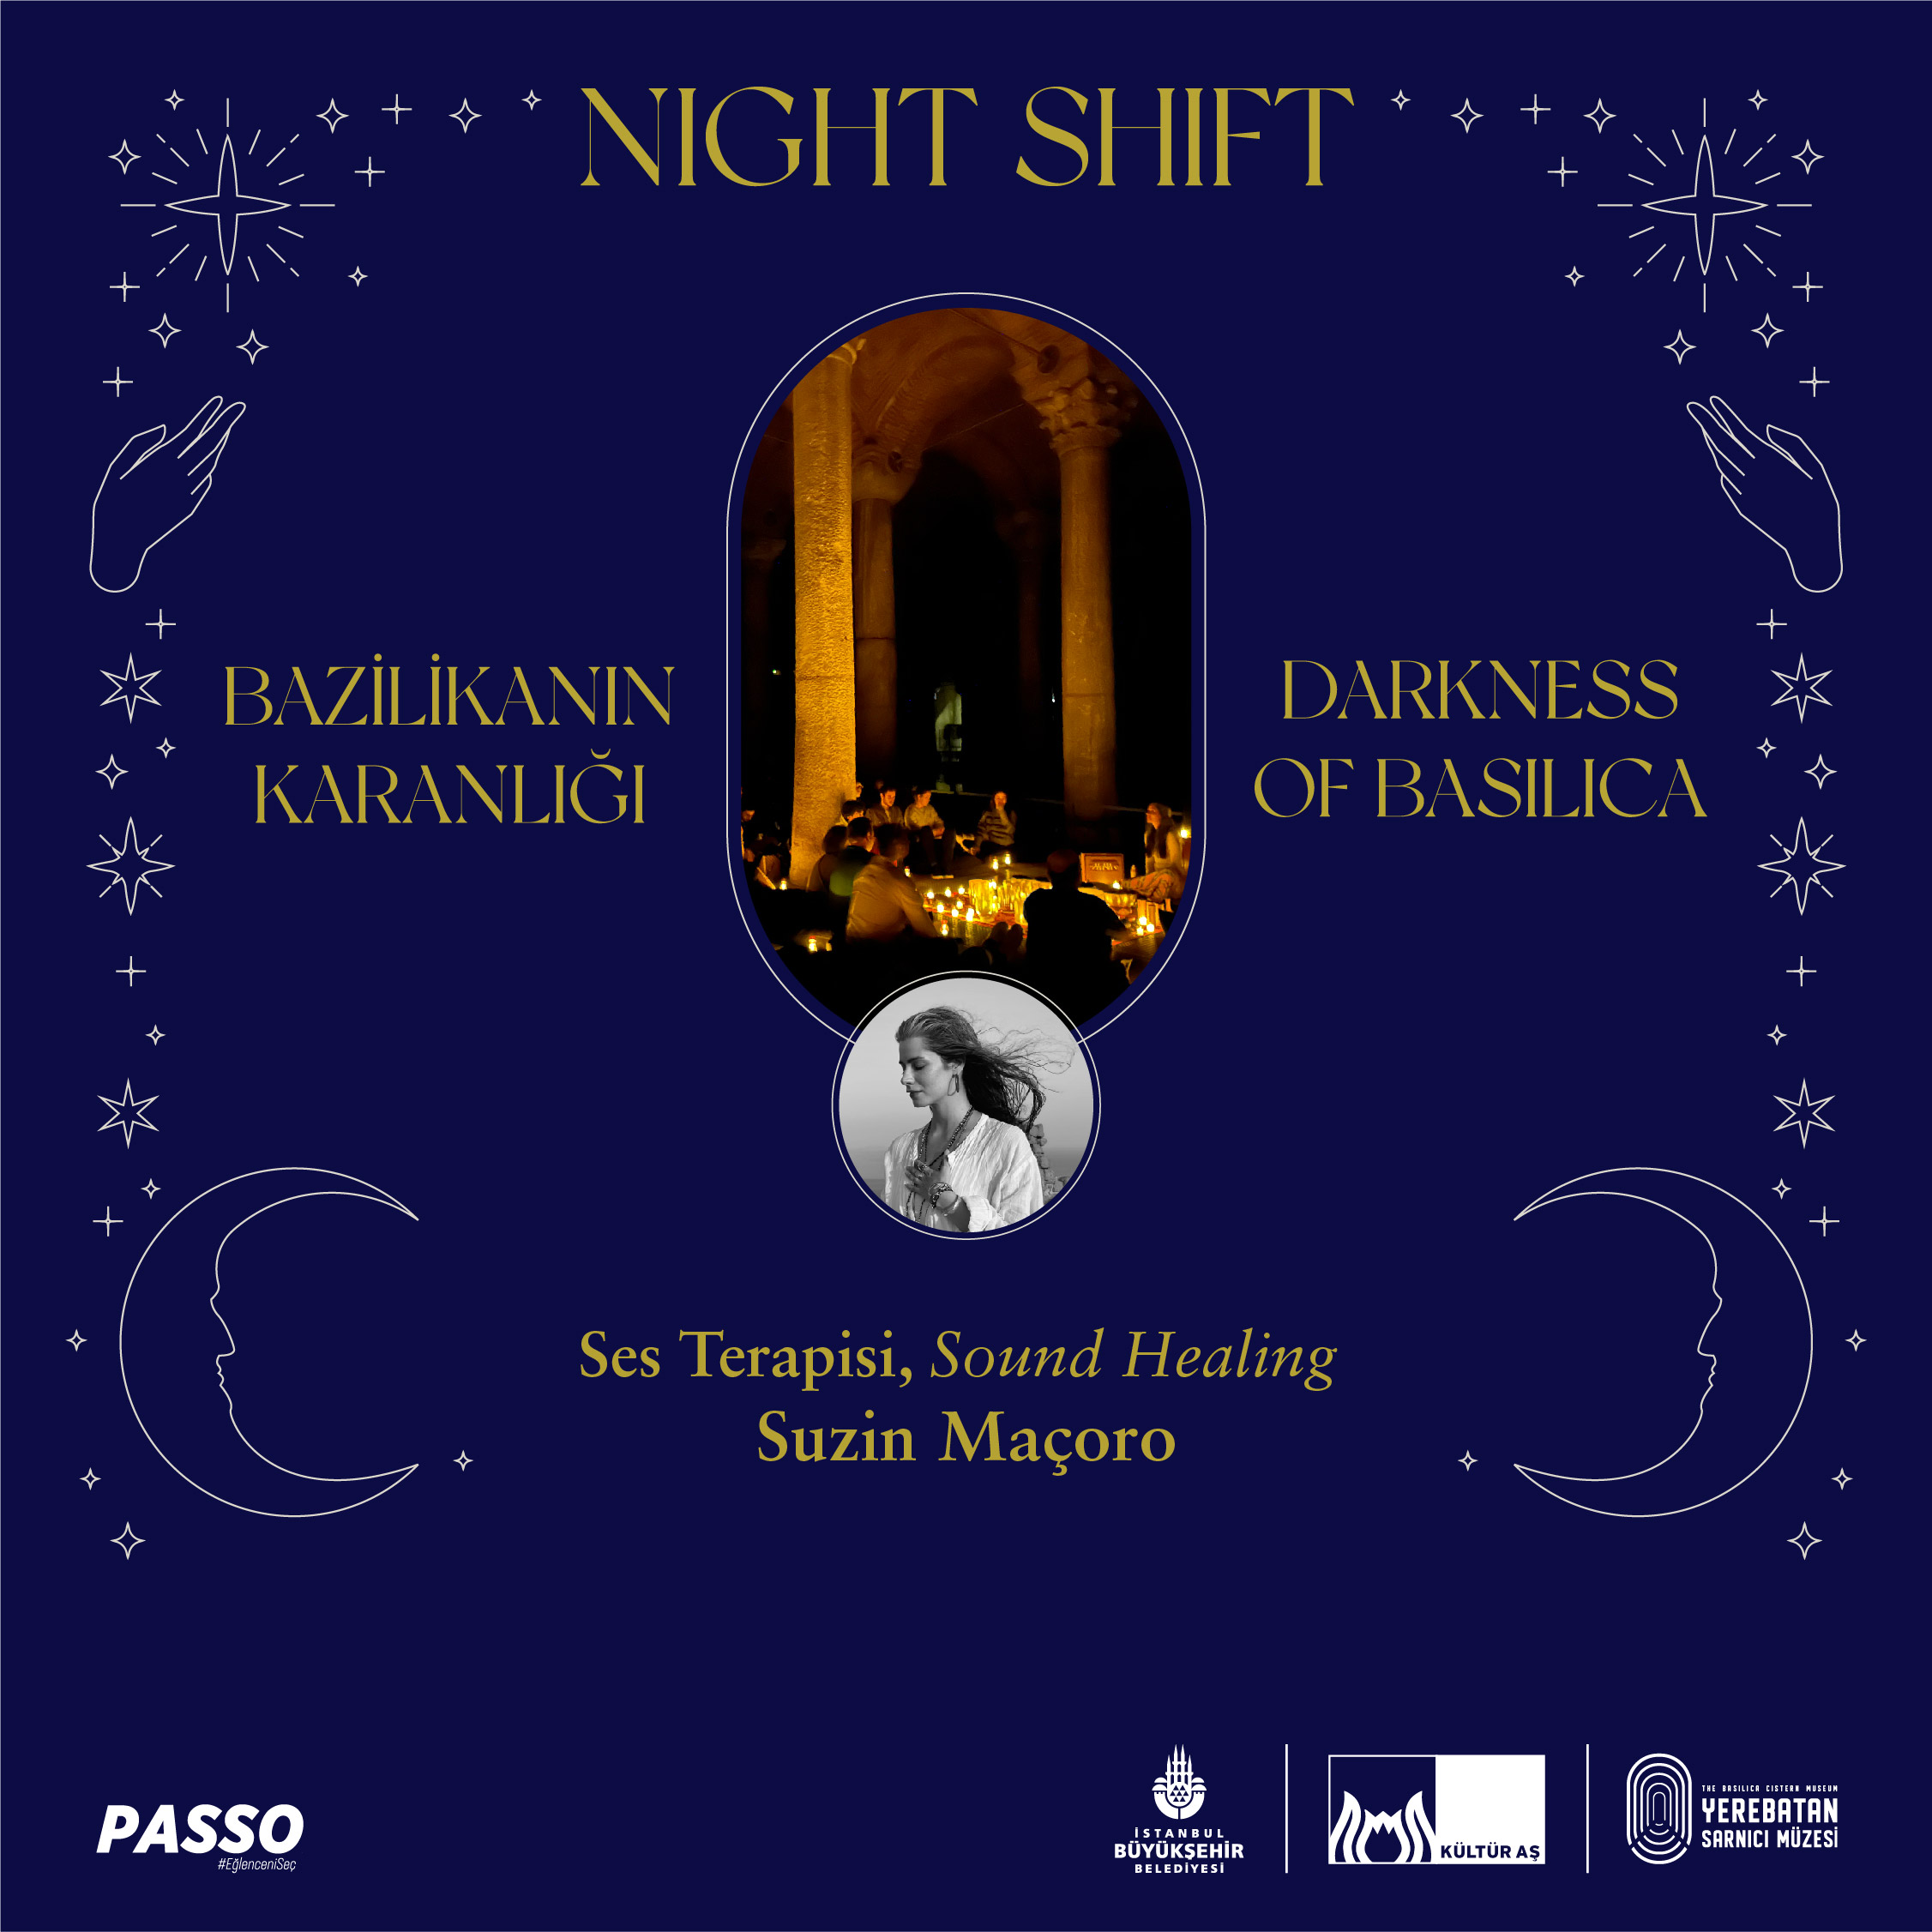 NIGHT SHIFT
BAZİLİKANIN
KARANLIĞI
DARKNESS
OF BASILICA
Ses Terapisi, Sound Healing
Suzin Maçoro
PASSO
#EğlenceniSeç
İSTANBUL
BÜYÜKŞEHİR
BELEDİYESİ
KÜLTÜR AŞ
THE BASILICA CISTERN MUSEUM
YEREBATAN
SARNICI MÜZESİ